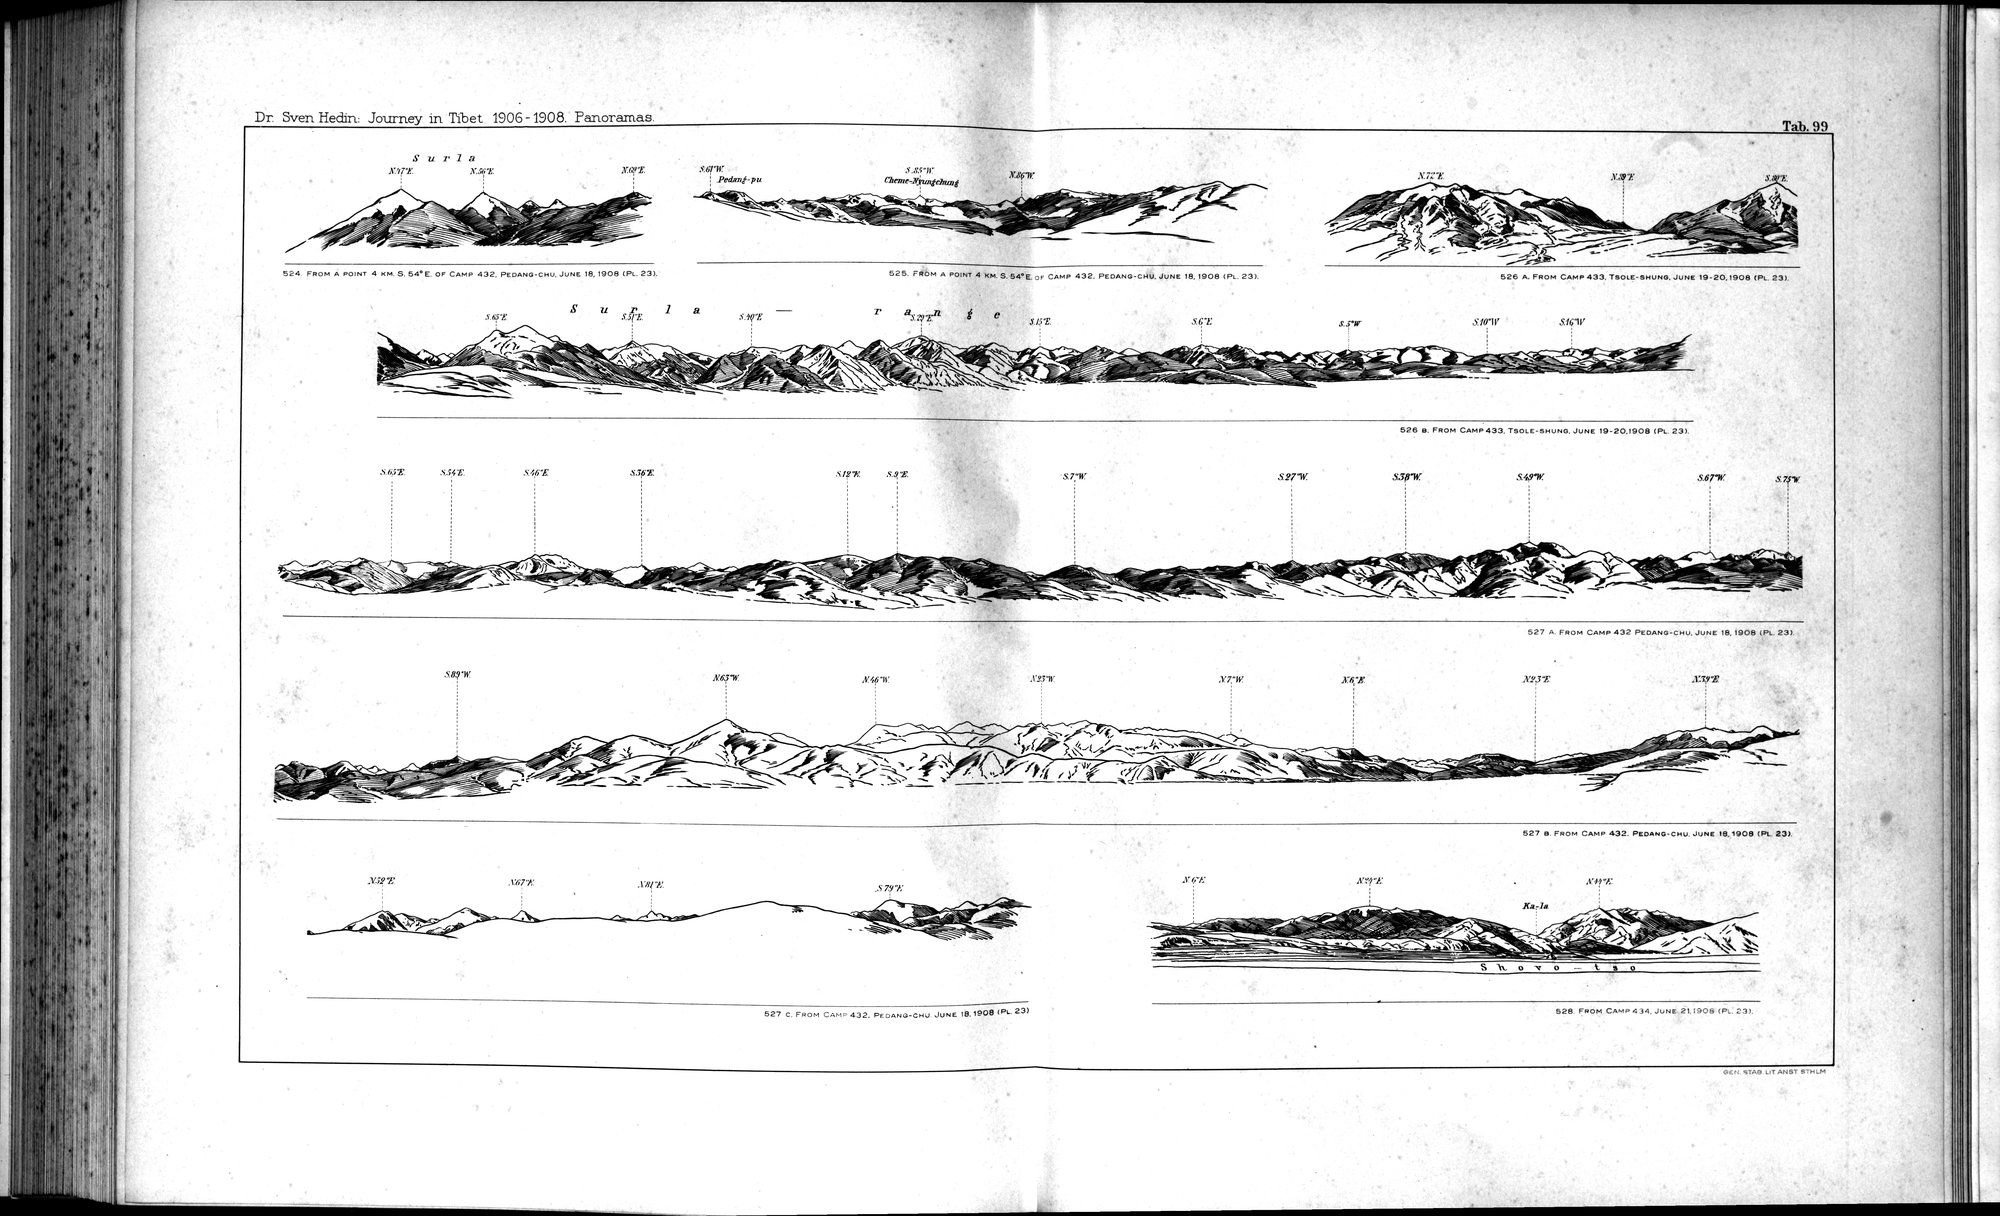 Dr. Sven Hedin: Journey in Tibet 1906-1908. Panoramas.
Tab. 99
Surla
N.47°E. N.56°E. N.69°E.
524. FROM A POINT 4 KM. S. 54° E. OF CAMP 432, PEDANG-CHU, JUNE 18, 1908 (PL. 23).
S.61°W. S.85°W. N.86°W.
Pedang-pu Cheme-Nyungchung
525. FROM A POINT 4 KM. S. 54° E. OF CAMP 432, PEDANG-CHU, JUNE 18, 1908 (PL. 23).
N.77°E. N.89°E. S.80°E.
526 A. FROM CAMP 433, TSOLE-SHUNG, JUNE 19-20, 1908 (PL. 23).
Surla — range
S.65°E. S.51°E. S.40°E. S.29°E. S.15°E. S.6°E. S.5°W. S.10°W. S.16°W.
526 B. FROM CAMP 433, TSOLE-SHUNG, JUNE 19-20, 1908 (PL. 23).
S.65°E. S.54°E. S.46°E. S.36°E. S.12°E. S.9°E. S.7°W. S.27°W. S.38°W. S.49°W. S.67°W. S.75°W.
527 A. FROM CAMP 432 PEDANG-CHU, JUNE 18, 1908 (PL. 23).
S.89°W. N.63°W. N.46°W. N.23°W. N.7°W. N.6°E. N.23°E. N.39°E.
527 B. FROM CAMP 432, PEDANG-CHU, JUNE 18, 1908 (PL. 23).
N.52°E. N.67°E. N.81°E. S.79°E.
527 C. FROM CAMP 432, PEDANG-CHU. JUNE 18, 1908 (PL. 23)
N.6°E. N.24°E. N.44°E.
Ka-la
Shovo-tso
528. FROM CAMP 434, JUNE 21, 1908 (PL. 23).
GEN. STAB. LIT. ANST. STHLM